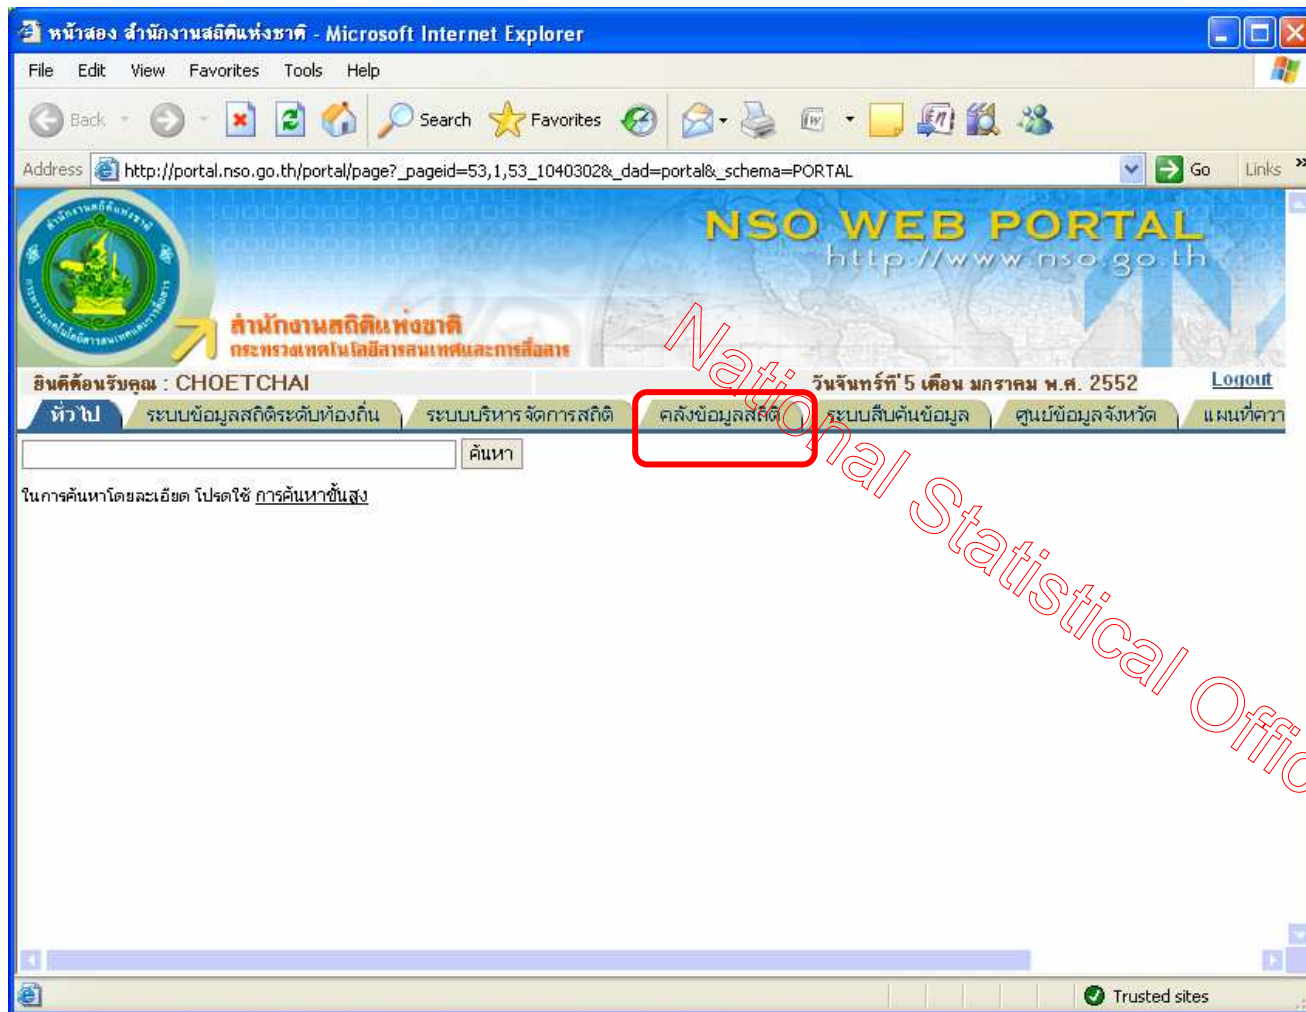 หน้าสอง สำนักงานสถิติแห่งชาติ - Microsoft Internet Explorer
File Edit View Favorites Tools Help
Back Search Favorites
Address http://portal.nso.go.th/portal/page?_pageid=53,1,53_1040302&_dad=portal&_schema=PORTAL Go Links »
NSO WEB PORTAL
http://www.nso.go.th
สำนักงานสถิติแห่งชาติ
กระทรวงเทคโนโลยีสารสนเทศและการสื่อสาร
ยินดีต้อนรับคุณ : CHOETCHAI วันจันทร์ที่ 5 เดือน มกราคม พ.ศ. 2552 Logout
ทั่วไป ระบบข้อมูลสถิติระดับท้องถิ่น ระบบบริหารจัดการสถิติ คลังข้อมูลสถิติ ระบบสืบค้นข้อมูล ศูนย์ข้อมูลจังหวัด แผนที่ควา
ค้นหา
ในการค้นหาโดยละเอียด โปรดใช้ การค้นหาขั้นสูง
National Statistical Offic
Trusted sites